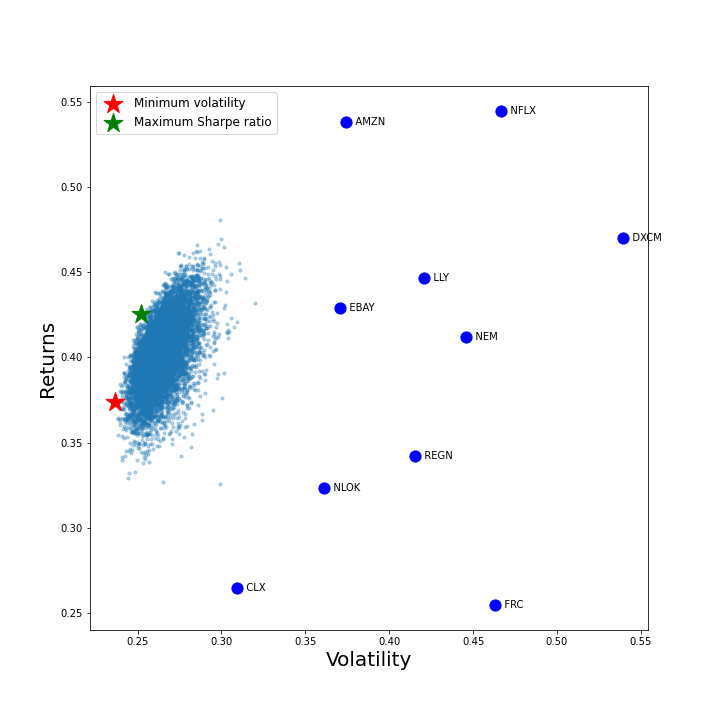 Minimum volatility
Maximum Sharpe ratio
0.55
0.50
0.45
0.40
0.35
0.30
0.25
Returns
AMZN
NFLX
DXCM
LLY
EBAY
NEM
REGN
NLOK
CLX
FRC
0.25 0.30 0.35 0.40 0.45 0.50 0.55
Volatility